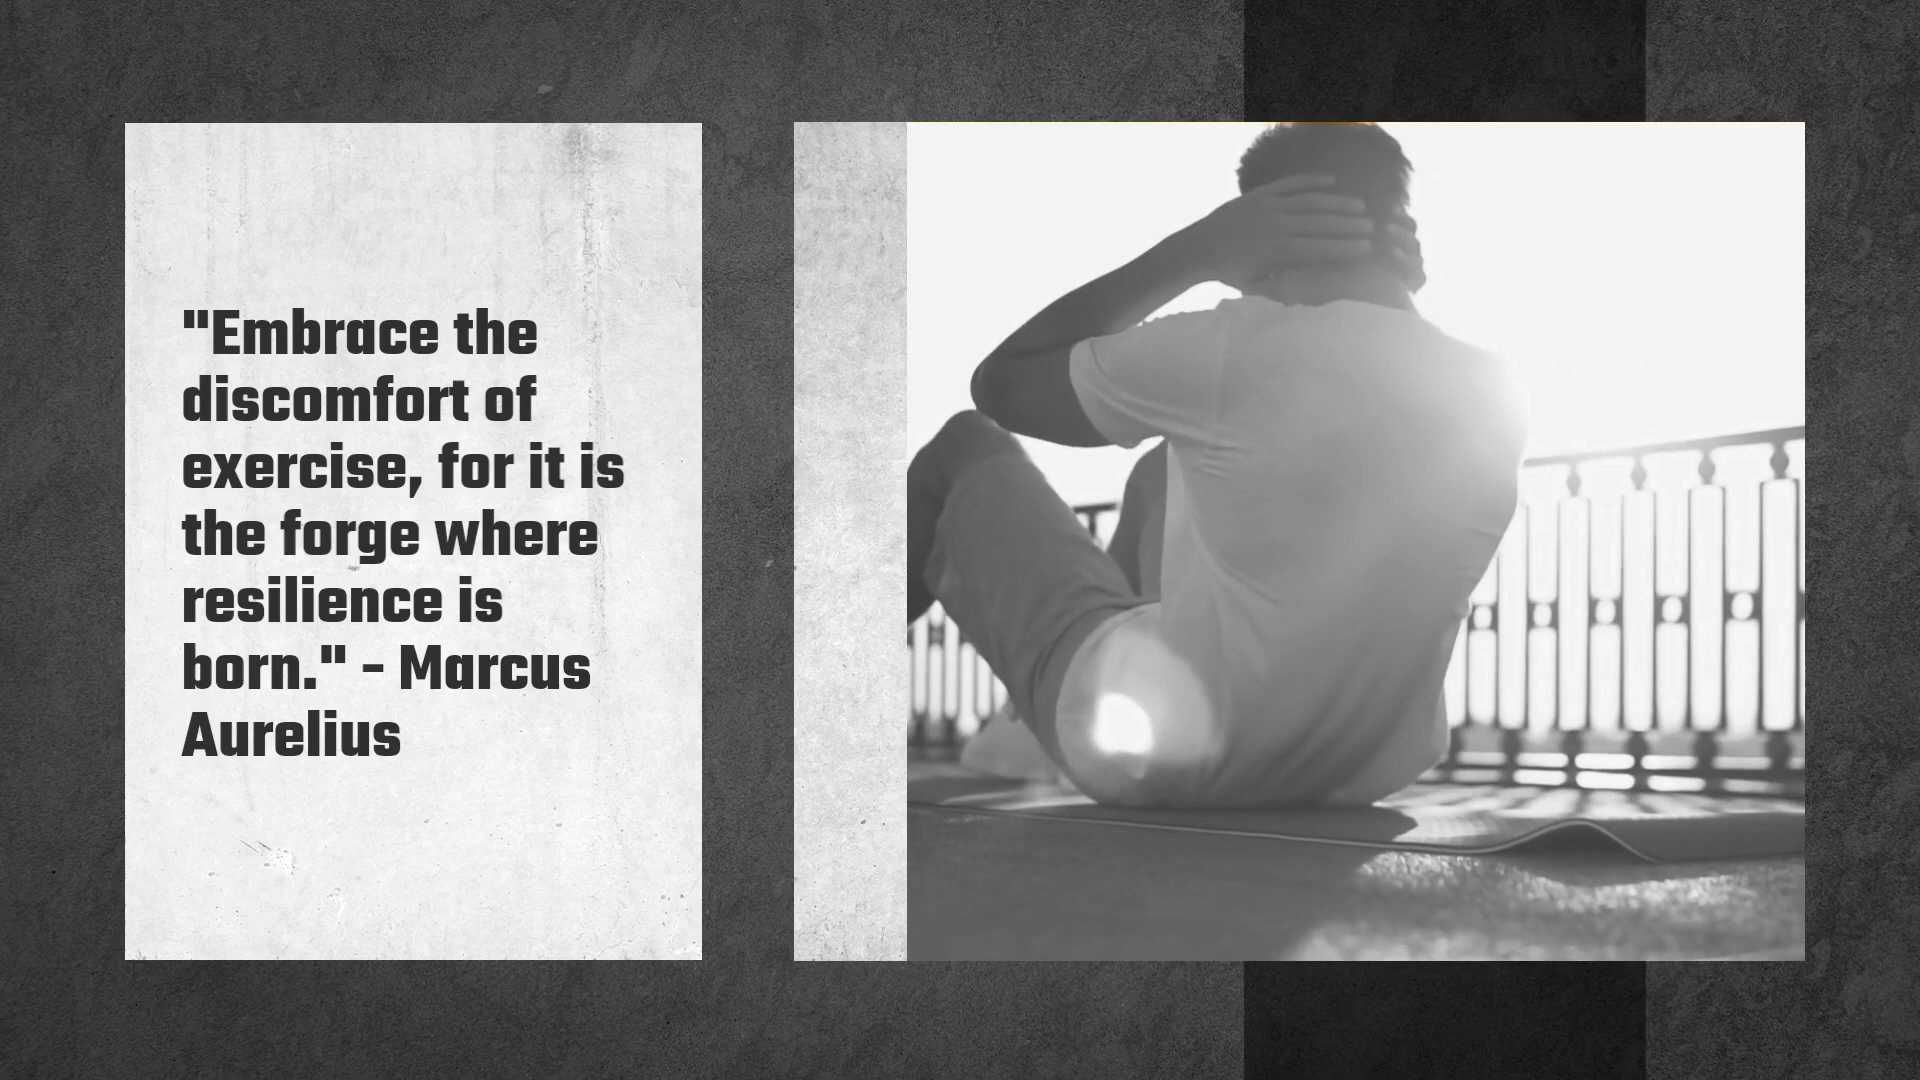 "Embrace the
discomfort of
exercise, for it is
the forge where
resilience is
born." - Marcus
Aurelius